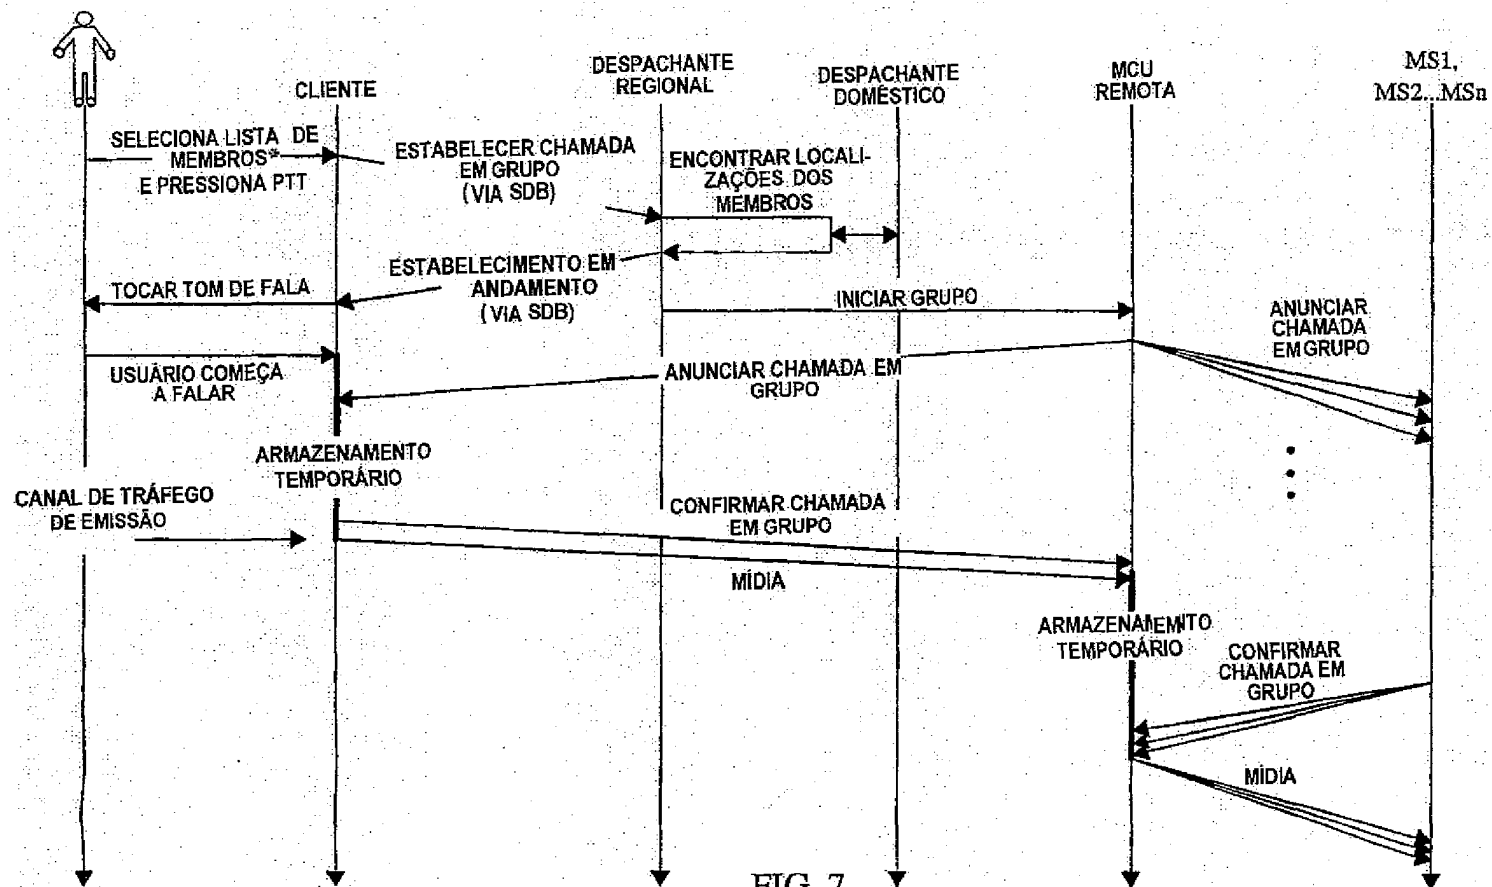 CLIENTE
DESPACHANTE
REGIONAL
DESPACHANTE
DOMÉSTICO
MCU
REMOTA
MS1,
MS2...MSn
SELECIONA LISTA DE
MEMBROS*
E PRESSIONA PTT
ESTABELECER CHAMADA
EM GRUPO
(VIA SDB)
ENCONTRAR LOCALI-
ZAÇÕES DOS
MEMBROS
ESTABELECIMENTO EM
ANDAMENTO
(VIA SDB)
TOCAR TOM DE FALA
INICIAR GRUPO
ANUNCIAR
CHAMADA
EM GRUPO
USUÁRIO COMEÇA
A FALAR
ANUNCIAR CHAMADA EM
GRUPO
ARMAZENAMENTO
TEMPORÁRIO
CANAL DE TRÁFEGO
DE EMISSÃO
CONFIRMAR CHAMADA
EM GRUPO
MÍDIA
ARMAZENAMENTO
TEMPORÁRIO
CONFIRMAR
CHAMADA EM
GRUPO
MÍDIA
FIG. 7